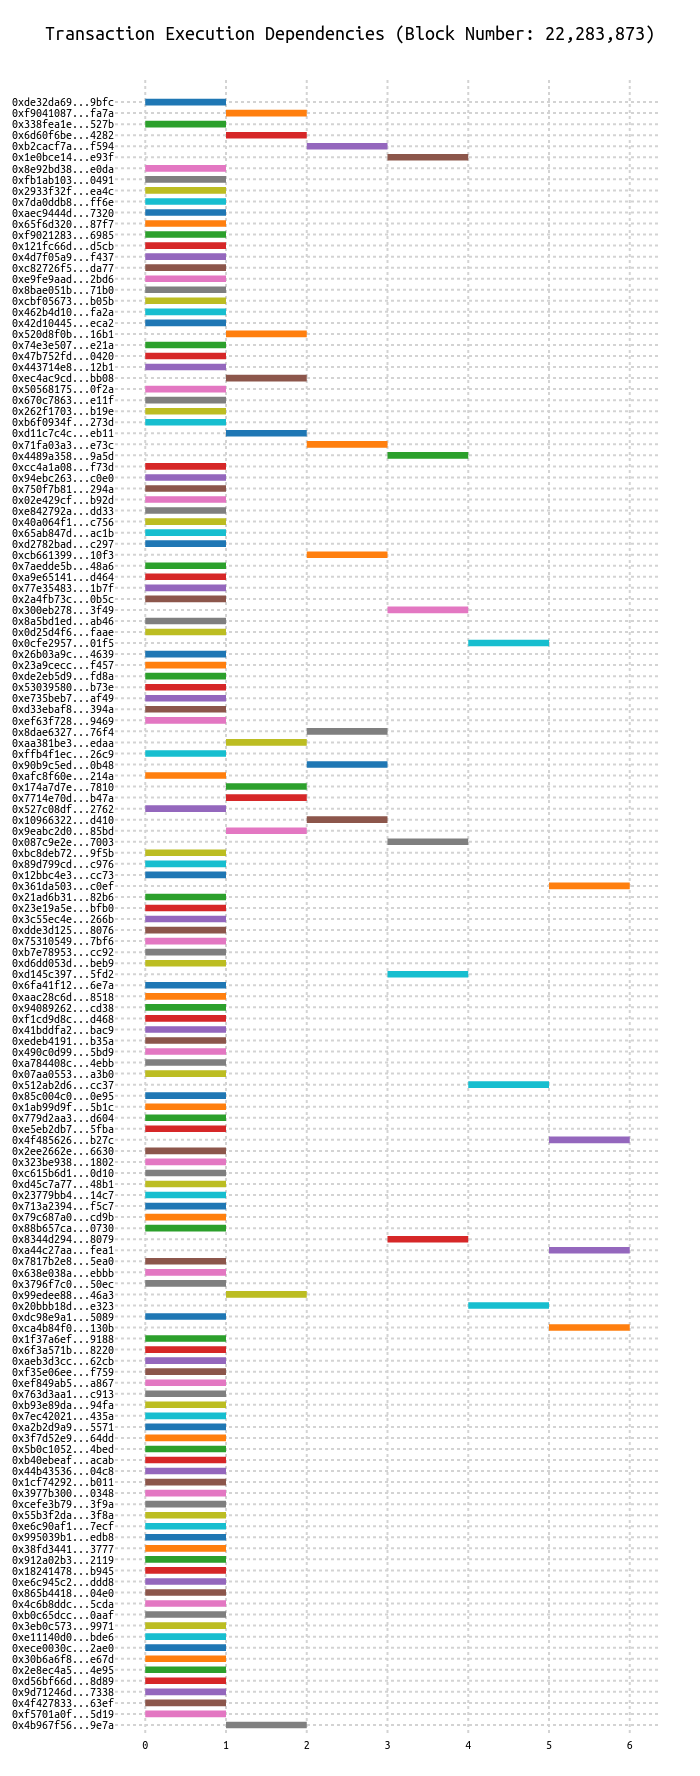 Transaction Execution Dependencies (Block Number: 22,283,873)
0xde32da69...9bfc
0xf9041087...fa7a
0x338fea1e...527b
0x6d60f6be...4282
0xb2cacf7a...f594
0x1e0bce14...e93f
0x8e92bd38...e0da
0xfb1ab103...0491
0x2933f32f...ea4c
0x7da0ddb8...ff6e
0xaec9444d...7320
0x65f6d320...87f7
0xf9021283...6985
0x121fc66d...d5cb
0x4d7f05a9...f437
0xc82726f5...da77
0xe9fe9aad...2bd6
0x8bae051b...71b0
0xcbf05673...b05b
0x462b4d10...fa2a
0x42d10445...eca2
0x520d8f0b...16b1
0x74e3e507...e21a
0x47b752fd...0420
0x443714e8...12b1
0xec4ac9cd...bb08
0x50568175...0f2a
0x670c7863...e11f
0x262f1703...b19e
0xb6f0934f...273d
0xd11c7c4c...eb11
0x71fa03a3...e73c
0x4489a358...9a5d
0xcc4a1a08...f73d
0x94ebc263...c0e0
0x750f7b81...294a
0x02e429cf...b92d
0xe842792a...dd33
0x40a064f1...c756
0x65ab847d...ac1b
0xd2782bad...c297
0xcb661399...10f3
0x7aedde5b...48a6
0xa9e65141...d464
0x77e35483...1b7f
0x2a4fb73c...0b5c
0x300eb278...3f49
0x8a5bd1ed...ab46
0x0d25d4f6...faae
0x0cfe2957...01f5
0x26b03a9c...4639
0x23a9cecc...f457
0xde2eb5d9...fd8a
0x53039580...b73e
0xe735beb7...af49
0xd33ebaf8...394a
0xef63f728...9469
0x8dae6327...76f4
0xaa381be3...edaa
0xffb4f1ec...26c9
0x90b9c5ed...0b48
0xafc8f60e...214a
0x174a7d7e...7810
0x7714e70d...b47a
0x527c08df...2762
0x10966322...d410
0x9eabc2d0...85bd
0x087c9e2e...7003
0xbc8deb72...9f5b
0x89d799cd...c976
0x12bbc4e3...cc73
0x361da503...c0ef
0x21ad6b31...82b6
0x23e19a5e...bfb0
0x3c55ec4e...266b
0xdde3d125...8076
0x75310549...7bf6
0xb7e78953...cc92
0xd6dd053d...beb9
0xd145c397...5fd2
0x6fa41f12...6e7a
0xaac28c6d...8518
0x94089262...cd38
0xf1cd9d8c...d468
0x41bddfa2...bac9
0xedeb4191...b35a
0x490c0d99...5bd9
0xa784408c...4ebb
0x07aa0553...a3b0
0x512ab2d6...cc37
0x85c004c0...0e95
0x1ab99d9f...5b1c
0x779d2aa3...d604
0xe5eb2db7...5fba
0x4f485626...b27c
0x2ee2662e...6630
0x323be938...1802
0xc615b6d1...0d10
0xd45c7a77...48b1
0x23779bb4...14c7
0x713a2394...f5c7
0x79c687a0...cd9b
0x88b657ca...0730
0x8344d294...8079
0xa44c27aa...fea1
0x7817b2e8...5ea0
0x638e038a...ebbb
0x3796f7c0...50ec
0x99edee88...46a3
0x20bbb18d...e323
0xdc98e9a1...5089
0xca4b84f0...130b
0x1f37a6ef...9188
0x6f3a571b...8220
0xaeb3d3cc...62cb
0xf35e06ee...f759
0xef849ab5...a867
0x763d3aa1...c913
0xb93e89da...94fa
0x7ec42021...435a
0xa2b2d9a9...5571
0x3f7d52e9...64dd
0x5b0c1052...4bed
0xb40ebeaf...acab
0x44b43536...04c8
0x1cf74292...b011
0x3977b300...0348
0xcefe3b79...3f9a
0x55b3f2da...3f8a
0xe6c90af1...7ecf
0x995039b1...edb8
0x38fd3441...3777
0x912a02b3...2119
0x18241478...b945
0xe6c945c2...ddd8
0x865b4418...04e0
0x4c6b8ddc...5cda
0xb0c65dcc...0aaf
0x3eb0c573...9971
0xe11140d0...bde6
0xece0030c...2ae0
0x30b6a6f8...e67d
0x2e8ec4a5...4e95
0xd56bf66d...8d89
0x9d71246d...7338
0x4f427833...63ef
0xf5701a0f...5d19
0x4b967f56...9e7a
0 1 2 3 4 5 6